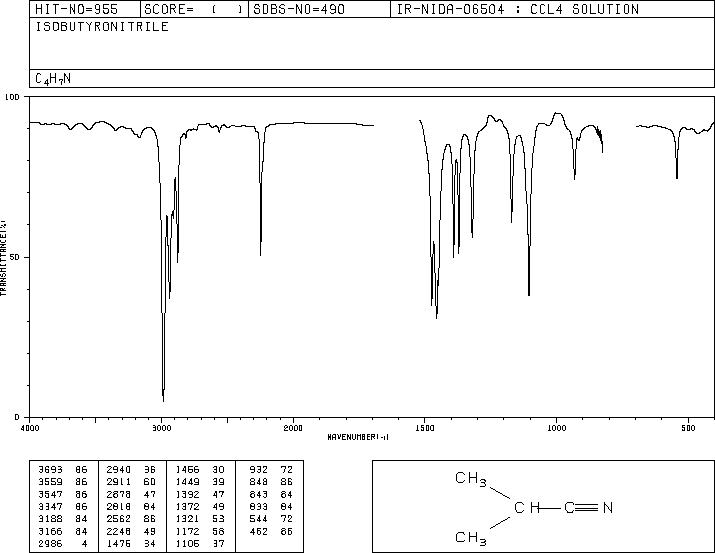 HIT-NO=955 SCORE= ( ) SDBS-NO=490 IR-NIDA-06504 : CCL4 SOLUTION
ISOBUTYRONITRILE
C4H7N
100
50
0
TRANSMITTANCE(%)
4000 3000 2000 1500 1000 500
WAVENUMBER(-1)
3693 86 2940 36 1466 30 932 72
3559 86 2911 60 1449 39 848 86
3547 86 2878 47 1392 47 843 84
3347 86 2818 84 1372 49 833 84
3188 84 2562 86 1321 53 544 72
3166 84 2248 49 1172 58 462 86
2986 4 1476 34 1106 37
CH3
CH C N
CH3